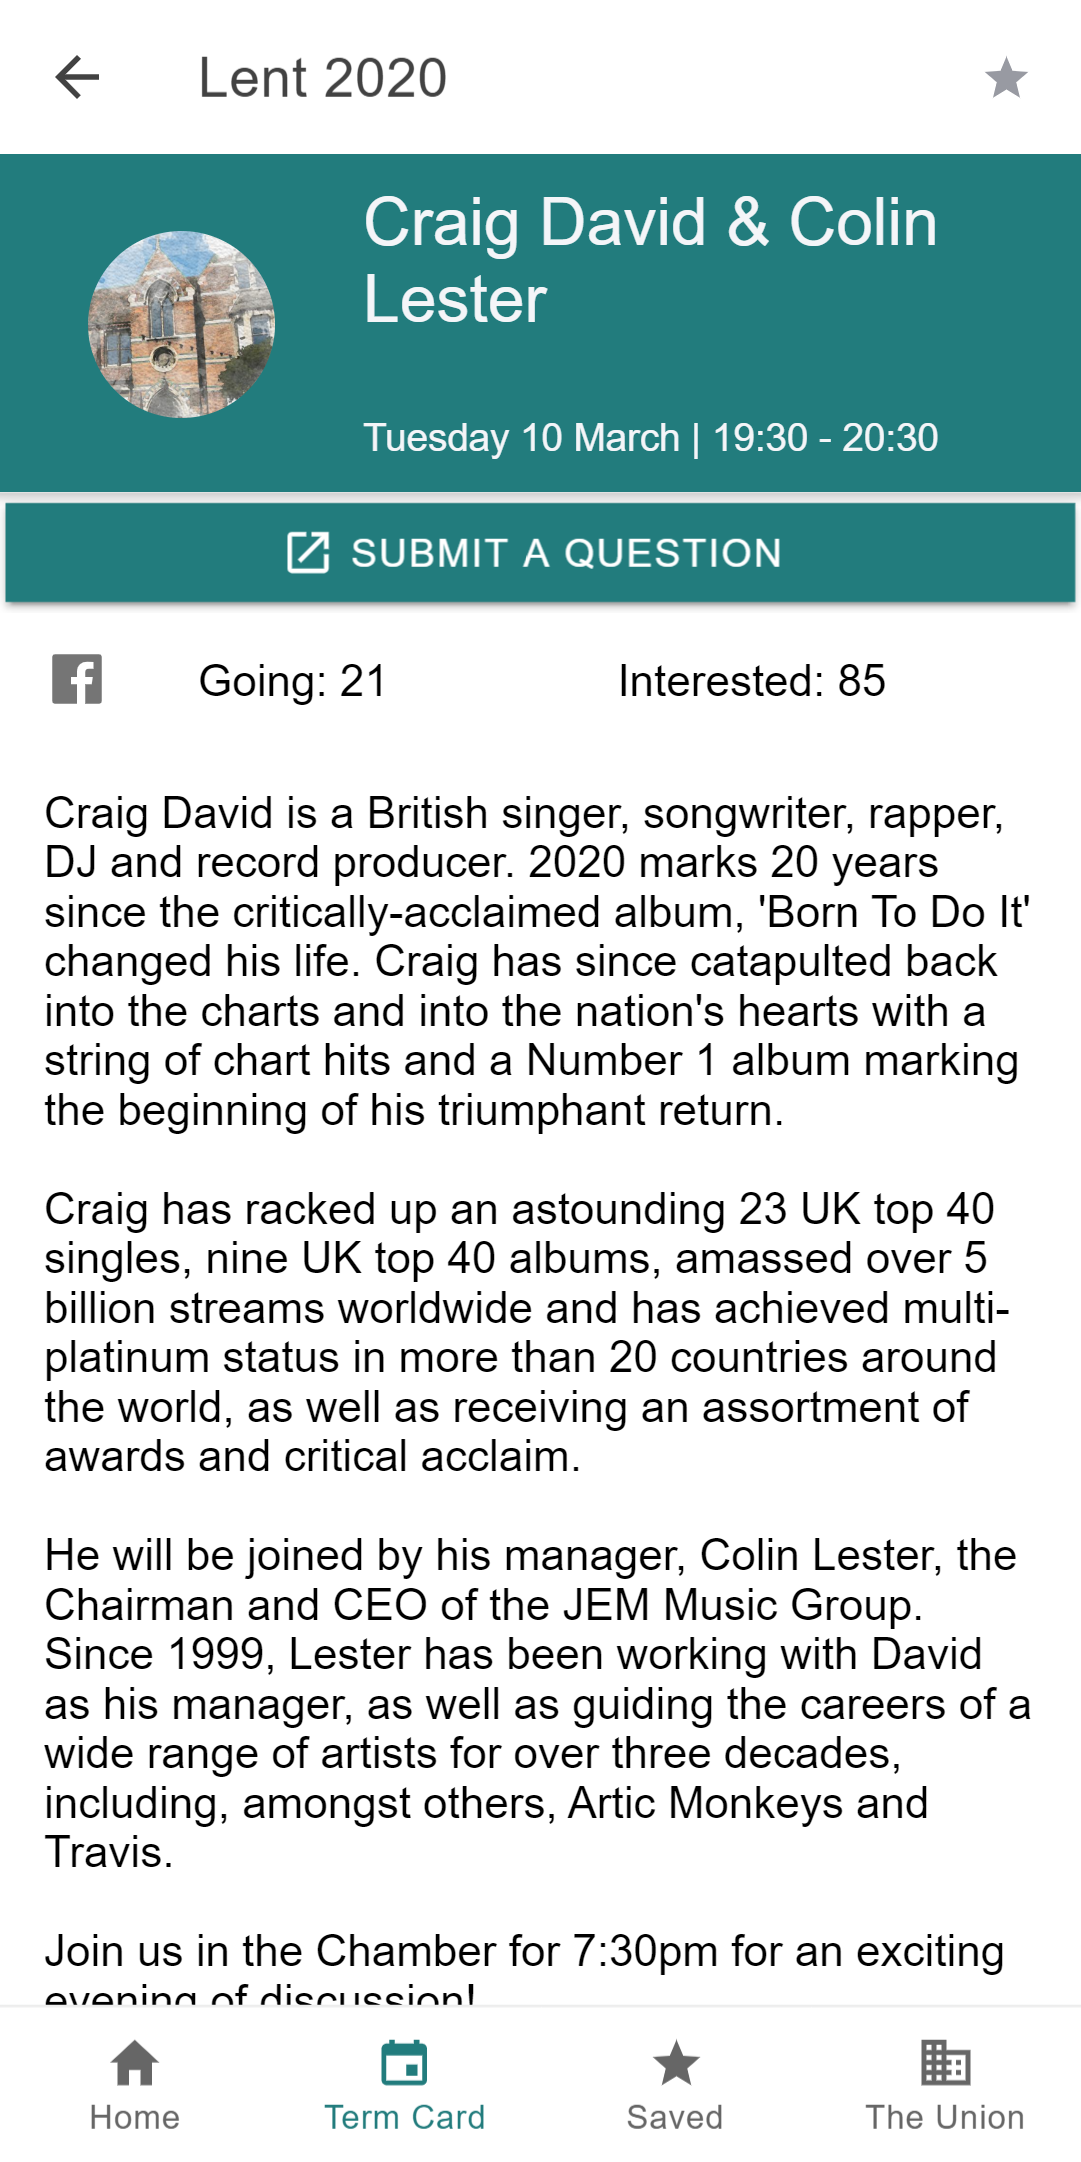 Lent 2020
Craig David & Colin
Lester
Tuesday 10 March | 19:30 - 20:30
SUBMIT A QUESTION
Going: 21
Interested: 85
Craig David is a British singer, songwriter, rapper,
DJ and record producer. 2020 marks 20 years
since the critically-acclaimed album, 'Born To Do It'
changed his life. Craig has since catapulted back
into the charts and into the nation's hearts with a
string of chart hits and a Number 1 album marking
the beginning of his triumphant return.
Craig has racked up an astounding 23 UK top 40
singles, nine UK top 40 albums, amassed over 5
billion streams worldwide and has achieved multi-
platinum status in more than 20 countries around
the world, as well as receiving an assortment of
awards and critical acclaim.
He will be joined by his manager, Colin Lester, the
Chairman and CEO of the JEM Music Group.
Since 1999, Lester has been working with David
as his manager, as well as guiding the careers of a
wide range of artists for over three decades,
including, amongst others, Artic Monkeys and
Travis.
Join us in the Chamber for 7:30pm for an exciting
evening of discussion!
Home
Term Card
Saved
The Union